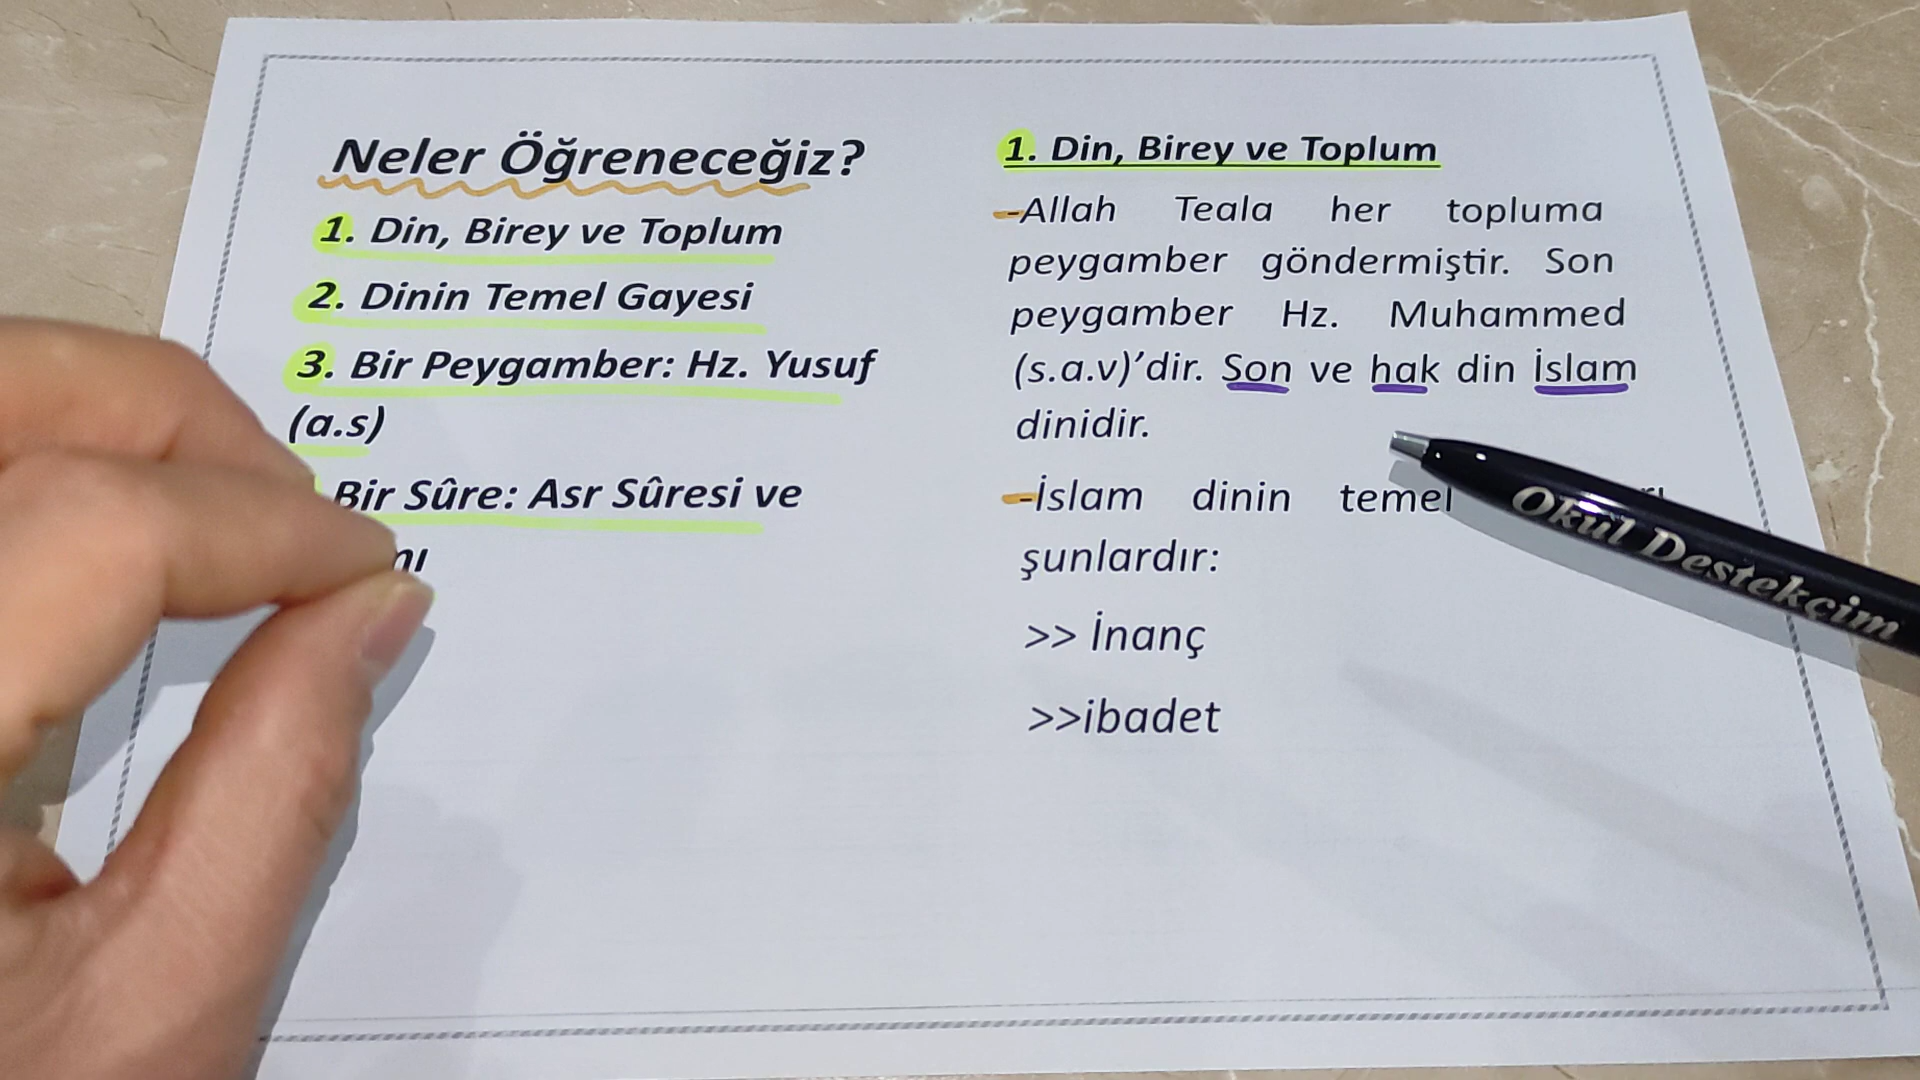 Neler Öğreneceğiz?
1. Din, Birey ve Toplum
2. Dinin Temel Gayesi
3. Bir Peygamber: Hz. Yusuf
(a.s)
Bir Sûre: Asr Sûresi ve
1. Din, Birey ve Toplum
-Allah Teala her topluma
peygamber göndermiştir. Son
peygamber Hz. Muhammed
(s.a.v)’dir. Son ve hak din İslam
dinidir.
-İslam dinin temel
şunlardır:
>> İnanç
>>ibadet
Okul Destekçim